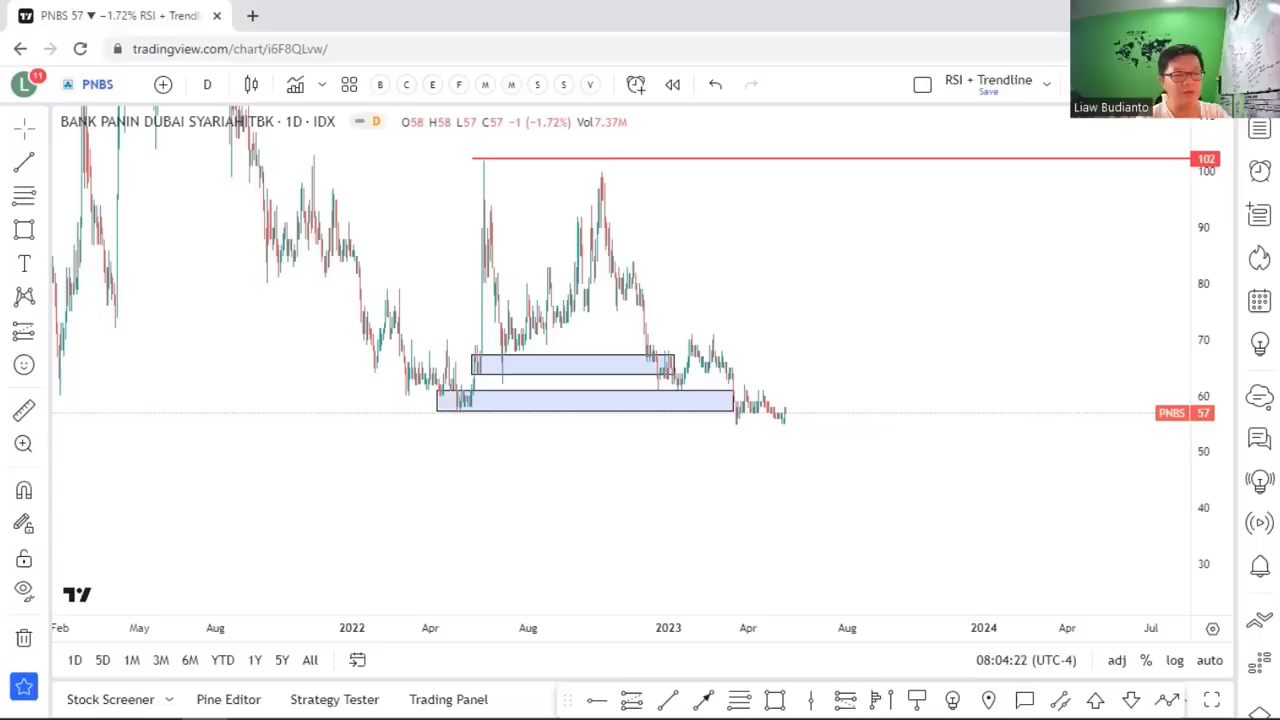 PNBS 57 ▼ −1.72% RSI + Trendl
tradingview.com/chart/i6F8QLvw/
11
L
PNBS
D
B C E F M M S S V
RSI + Trendline
Save
Liaw Budianto
BANK PANIN DUBAI SYARIAH TBK · 1D · IDX
D
O58 H58 L57 C57 −1 (−1.72%) Vol7.37M
102
100
90
80
70
60
PNBS 57
50
40
30
Feb May Aug 2022 Apr Aug 2023 Apr Aug 2024 Apr Jul
1D 5D 1M 3M 6M YTD 1Y 5Y All
08:04:22 (UTC-4)
adj % log auto
Stock Screener
Pine Editor
Strategy Tester
Trading Panel